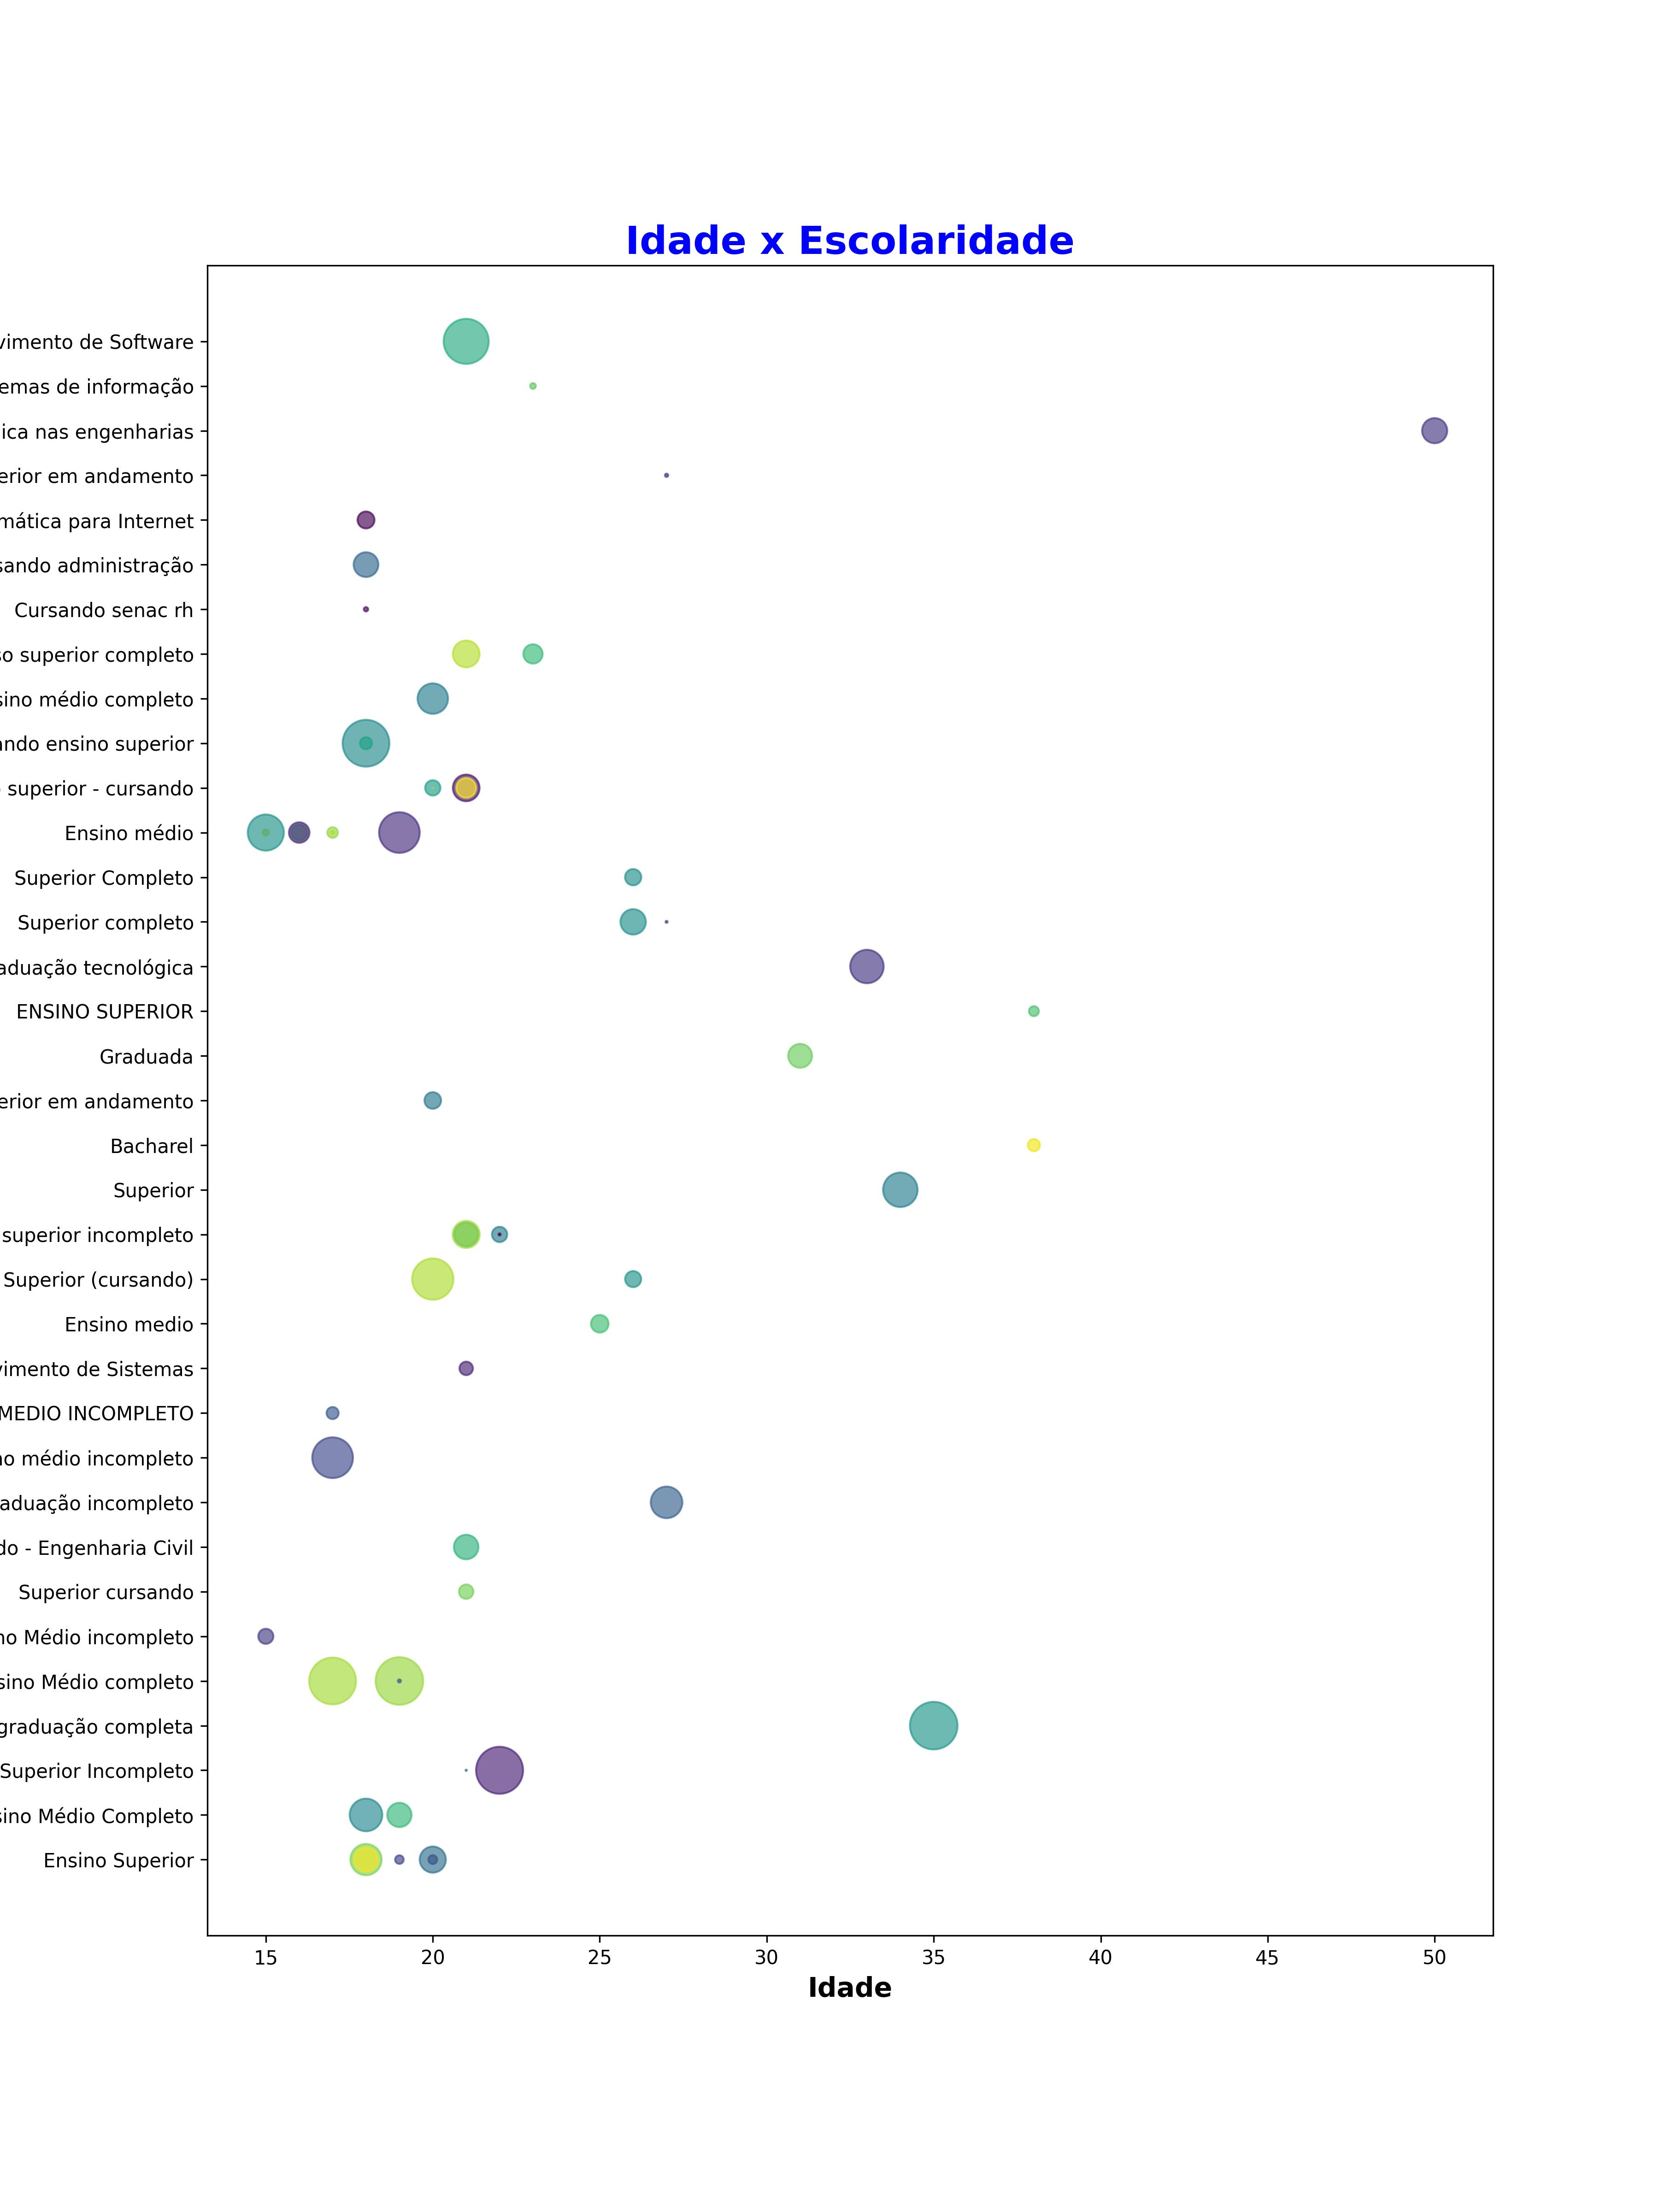 Idade x Escolaridade
vimento de Software
emas de informação
ica nas engenharias
erior em andamento
mática para Internet
sando administração
Cursando senac rh
so superior completo
sino médio completo
ando ensino superior
superior - cursando
Ensino médio
Superior Completo
Superior completo
aduação tecnológica
ENSINO SUPERIOR
Graduada
erior em andamento
Bacharel
Superior
superior incompleto
Superior (cursando)
Ensino medio
vimento de Sistemas
MEDIO INCOMPLETO
no médio incompleto
aduação incompleto
do - Engenharia Civil
Superior cursando
no Médio incompleto
sino Médio completo
graduação completa
Superior Incompleto
sino Médio Completo
Ensino Superior
15 20 25 30 35 40 45 50
Idade